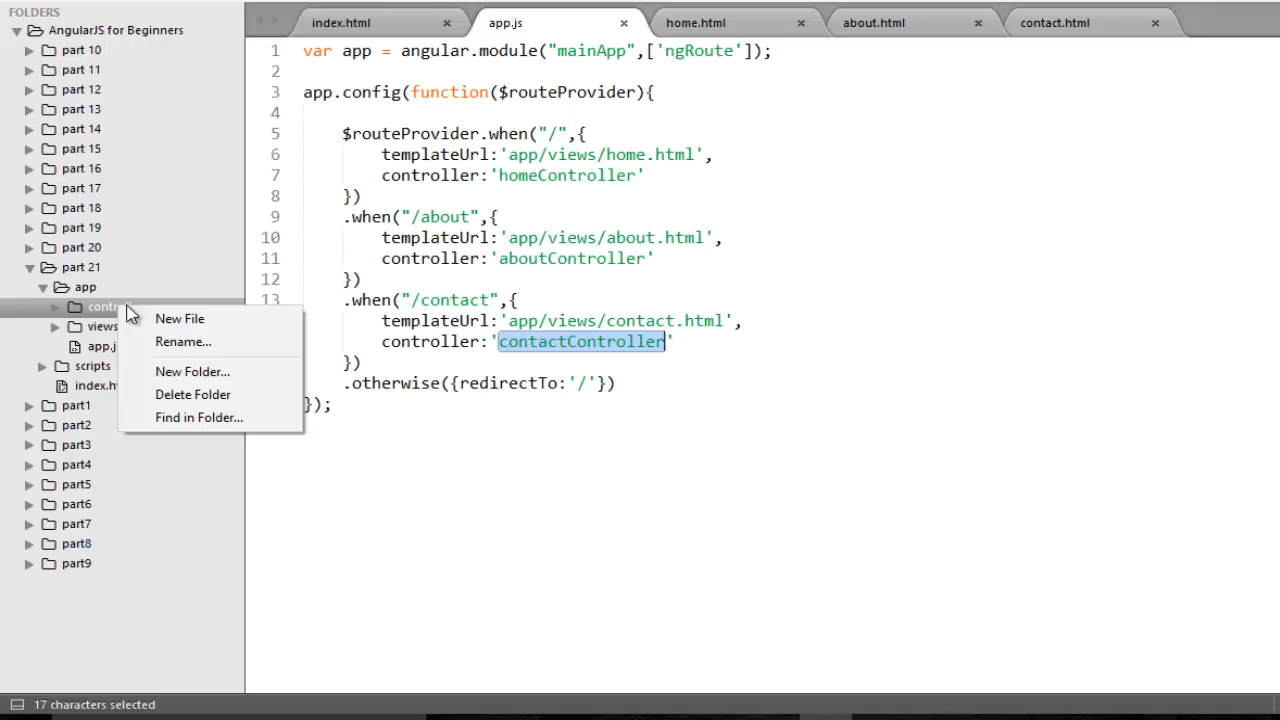 FOLDERS
AngularJS for Beginners
part 10
part 11
part 12
part 13
part 14
part 15
part 16
part 17
part 18
part 19
part 20
part 21
app
contr
views
app.j
scripts
index.h
part1
part2
part3
part4
part5
part6
part7
part8
part9
New File
Rename...
New Folder...
Delete Folder
Find in Folder...
index.html × app.js × home.html × about.html × contact.html ×
1 var app = angular.module("mainApp",['ngRoute']);
2
3 app.config(function($routeProvider){
4
5 $routeProvider.when("/",{
6 templateUrl:'app/views/home.html',
7 controller:'homeController'
8 })
9 .when("/about",{
10 templateUrl:'app/views/about.html',
11 controller:'aboutController'
12 })
13 .when("/contact",{
templateUrl:'app/views/contact.html',
controller:'contactController'
})
.otherwise({redirectTo:'/'})
});
17 characters selected